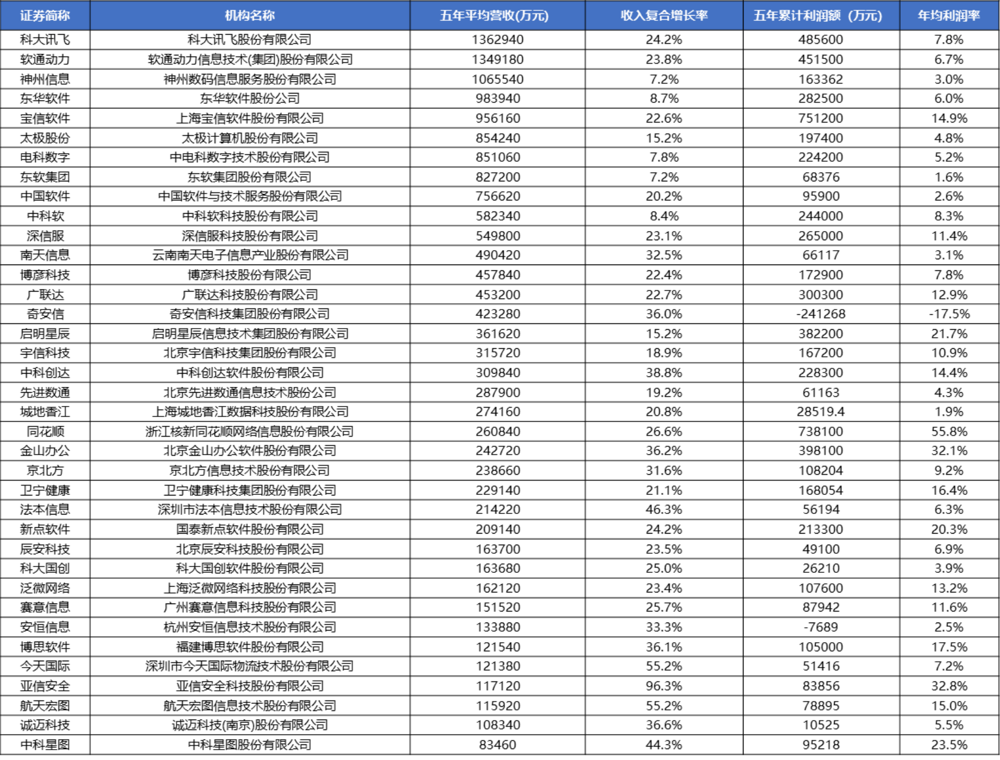 证券简称 机构名称 五年平均营收(万元) 收入复合增长率 五年累计利润额（万元） 年均利润率
科大讯飞 科大讯飞股份有限公司 1362940 24.2% 485600 7.8%
软通动力 软通动力信息技术(集团)股份有限公司 1349180 23.8% 451500 6.7%
神州信息 神州数码信息服务股份有限公司 1065540 7.2% 163362 3.0%
东华软件 东华软件股份公司 983940 8.7% 282500 6.0%
宝信软件 上海宝信软件股份有限公司 956160 22.6% 751200 14.9%
太极股份 太极计算机股份有限公司 854240 15.2% 197400 4.8%
电科数字 中电科数字技术股份有限公司 851060 7.8% 224200 5.2%
东软集团 东软集团股份有限公司 827200 7.2% 68376 1.6%
中国软件 中国软件与技术服务股份有限公司 756620 20.2% 95900 2.6%
中科软 中科软科技股份有限公司 582340 8.4% 244000 8.3%
深信服 深信服科技股份有限公司 549800 23.1% 265000 11.4%
南天信息 云南南天电子信息产业股份有限公司 490420 32.5% 66117 3.1%
博彦科技 博彦科技股份有限公司 457840 22.4% 172900 7.8%
广联达 广联达科技股份有限公司 453200 22.7% 300300 12.9%
奇安信 奇安信科技集团股份有限公司 423280 36.0% -241268 -17.5%
启明星辰 启明星辰信息技术集团股份有限公司 361620 15.2% 382200 21.7%
宇信科技 北京宇信科技集团股份有限公司 315720 18.9% 167200 10.9%
中科创达 中科创达软件股份有限公司 309840 38.8% 228300 14.4%
先进数通 北京先进数通信息技术股份公司 287900 19.2% 61163 4.3%
城地香江 上海城地香江数据科技股份有限公司 274160 20.8% 28519.4 1.9%
同花顺 浙江核新同花顺网络信息股份有限公司 260840 26.6% 738100 55.8%
金山办公 北京金山办公软件股份有限公司 242720 36.2% 398100 32.1%
京北方 京北方信息技术股份有限公司 238660 31.6% 108204 9.2%
卫宁健康 卫宁健康科技集团股份有限公司 229140 21.1% 168054 16.4%
法本信息 深圳市法本信息技术股份有限公司 214220 46.3% 56194 6.3%
新点软件 国泰新点软件股份有限公司 209140 24.2% 213300 20.3%
辰安科技 北京辰安科技股份有限公司 163700 23.5% 49100 6.9%
科大国创 科大国创软件股份有限公司 163680 25.0% 26210 3.9%
泛微网络 上海泛微网络科技股份有限公司 162120 23.4% 107600 13.2%
赛意信息 广州赛意信息科技股份有限公司 151520 25.7% 87942 11.6%
安恒信息 杭州安恒信息技术股份有限公司 133880 33.3% -7689 2.5%
博思软件 福建博思软件股份有限公司 121540 36.1% 105000 17.5%
今天国际 深圳市今天国际物流技术股份有限公司 121380 55.2% 51416 7.2%
亚信安全 亚信安全科技股份有限公司 117120 96.3% 83856 32.8%
航天宏图 航天宏图信息技术股份有限公司 115920 55.2% 78895 15.0%
诚迈科技 诚迈科技(南京)股份有限公司 108340 36.6% 10525 5.5%
中科星图 中科星图股份有限公司 83460 44.3% 95218 23.5%